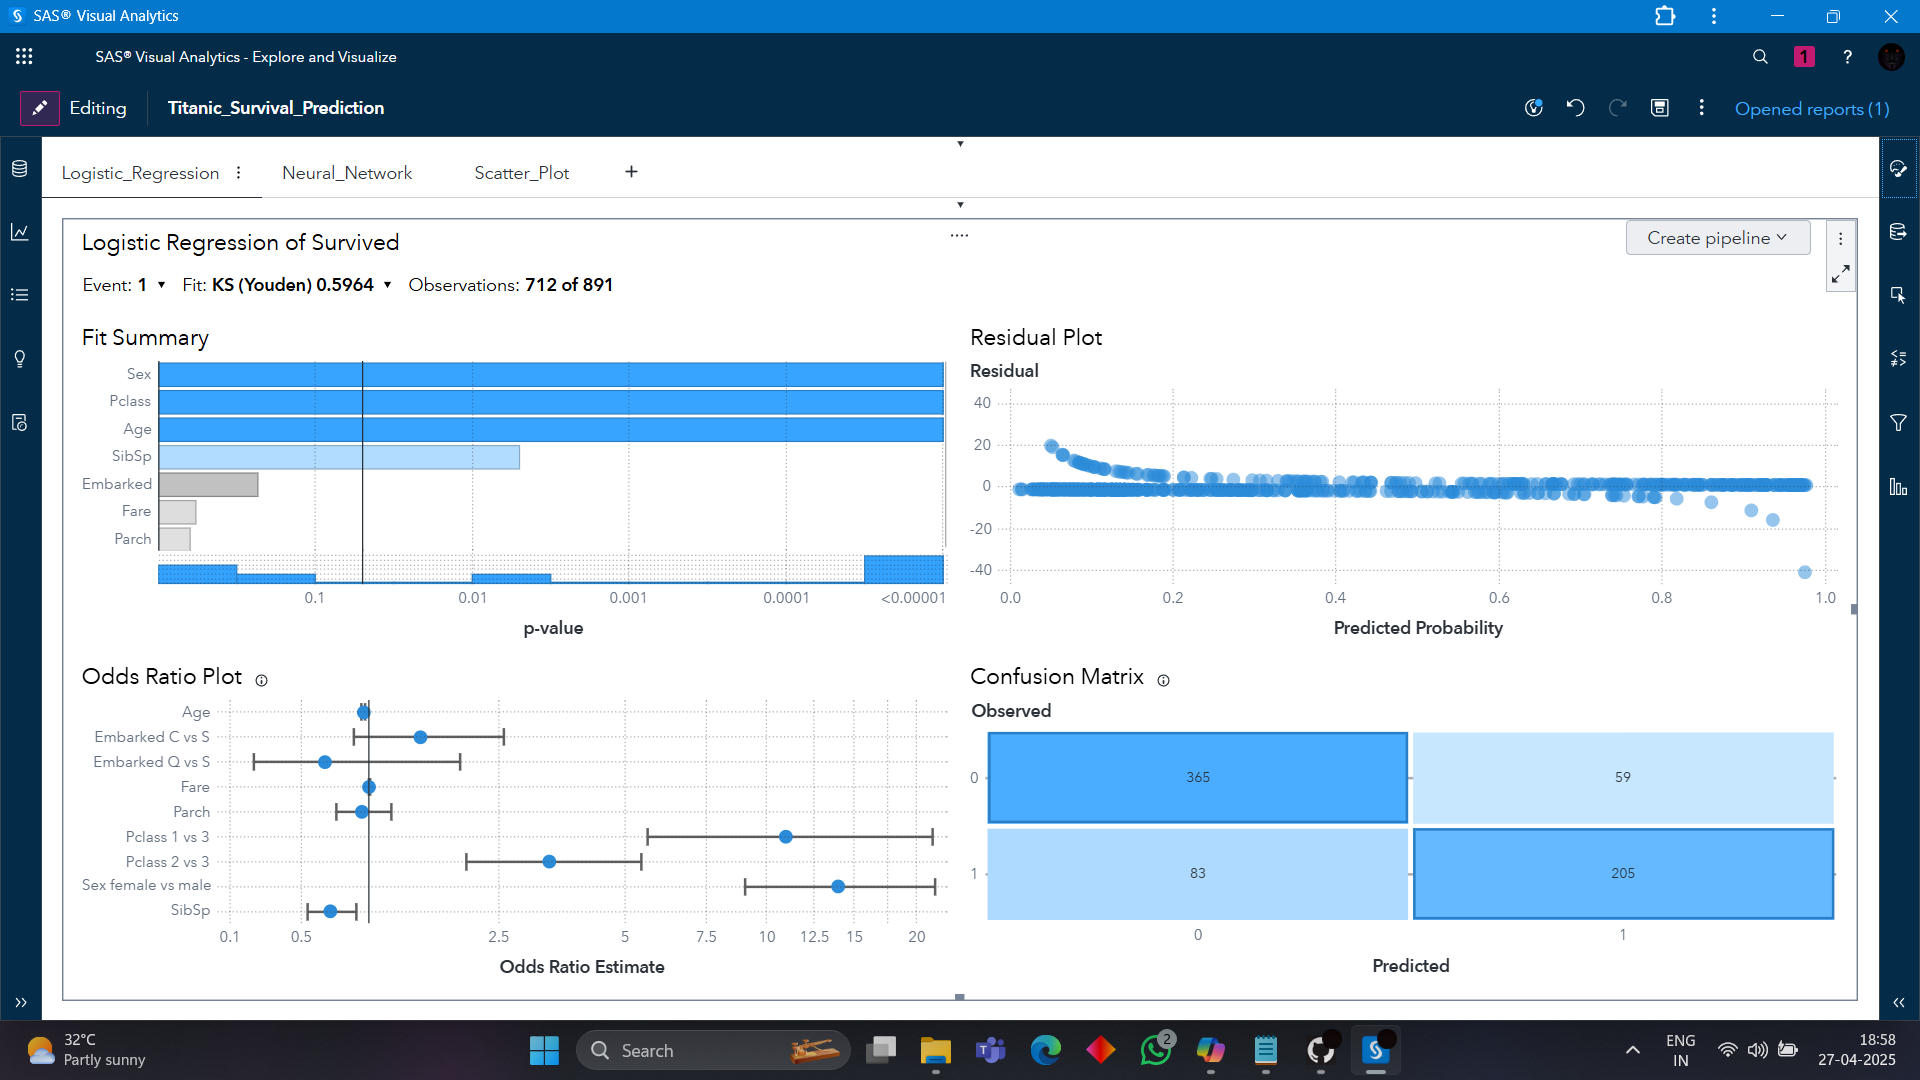 SAS® Visual Analytics
SAS® Visual Analytics - Explore and Visualize
1
?
Editing
Titanic_Survival_Prediction
Opened reports (1)
Logistic_Regression
Neural_Network
Scatter_Plot
+
Logistic Regression of Survived
Create pipeline
Event: 1 Fit: KS (Youden) 0.5964 Observations: 712 of 891
Fit Summary
Sex
Pclass
Age
SibSp
Embarked
Fare
Parch
0.1 0.01 0.001 0.0001 <0.00001
p-value
Residual Plot
Residual
40
20
0
-20
-40
0.0 0.2 0.4 0.6 0.8 1.0
Predicted Probability
Odds Ratio Plot
Age
Embarked C vs S
Embarked Q vs S
Fare
Parch
Pclass 1 vs 3
Pclass 2 vs 3
Sex female vs male
SibSp
0.1 0.5 2.5 5 7.5 10 12.5 15 20
Odds Ratio Estimate
Confusion Matrix
Observed
0 365 59
1 83 205
0 1
Predicted
32°C
Partly sunny
Search
2
ENG
IN
18:58
27-04-2025